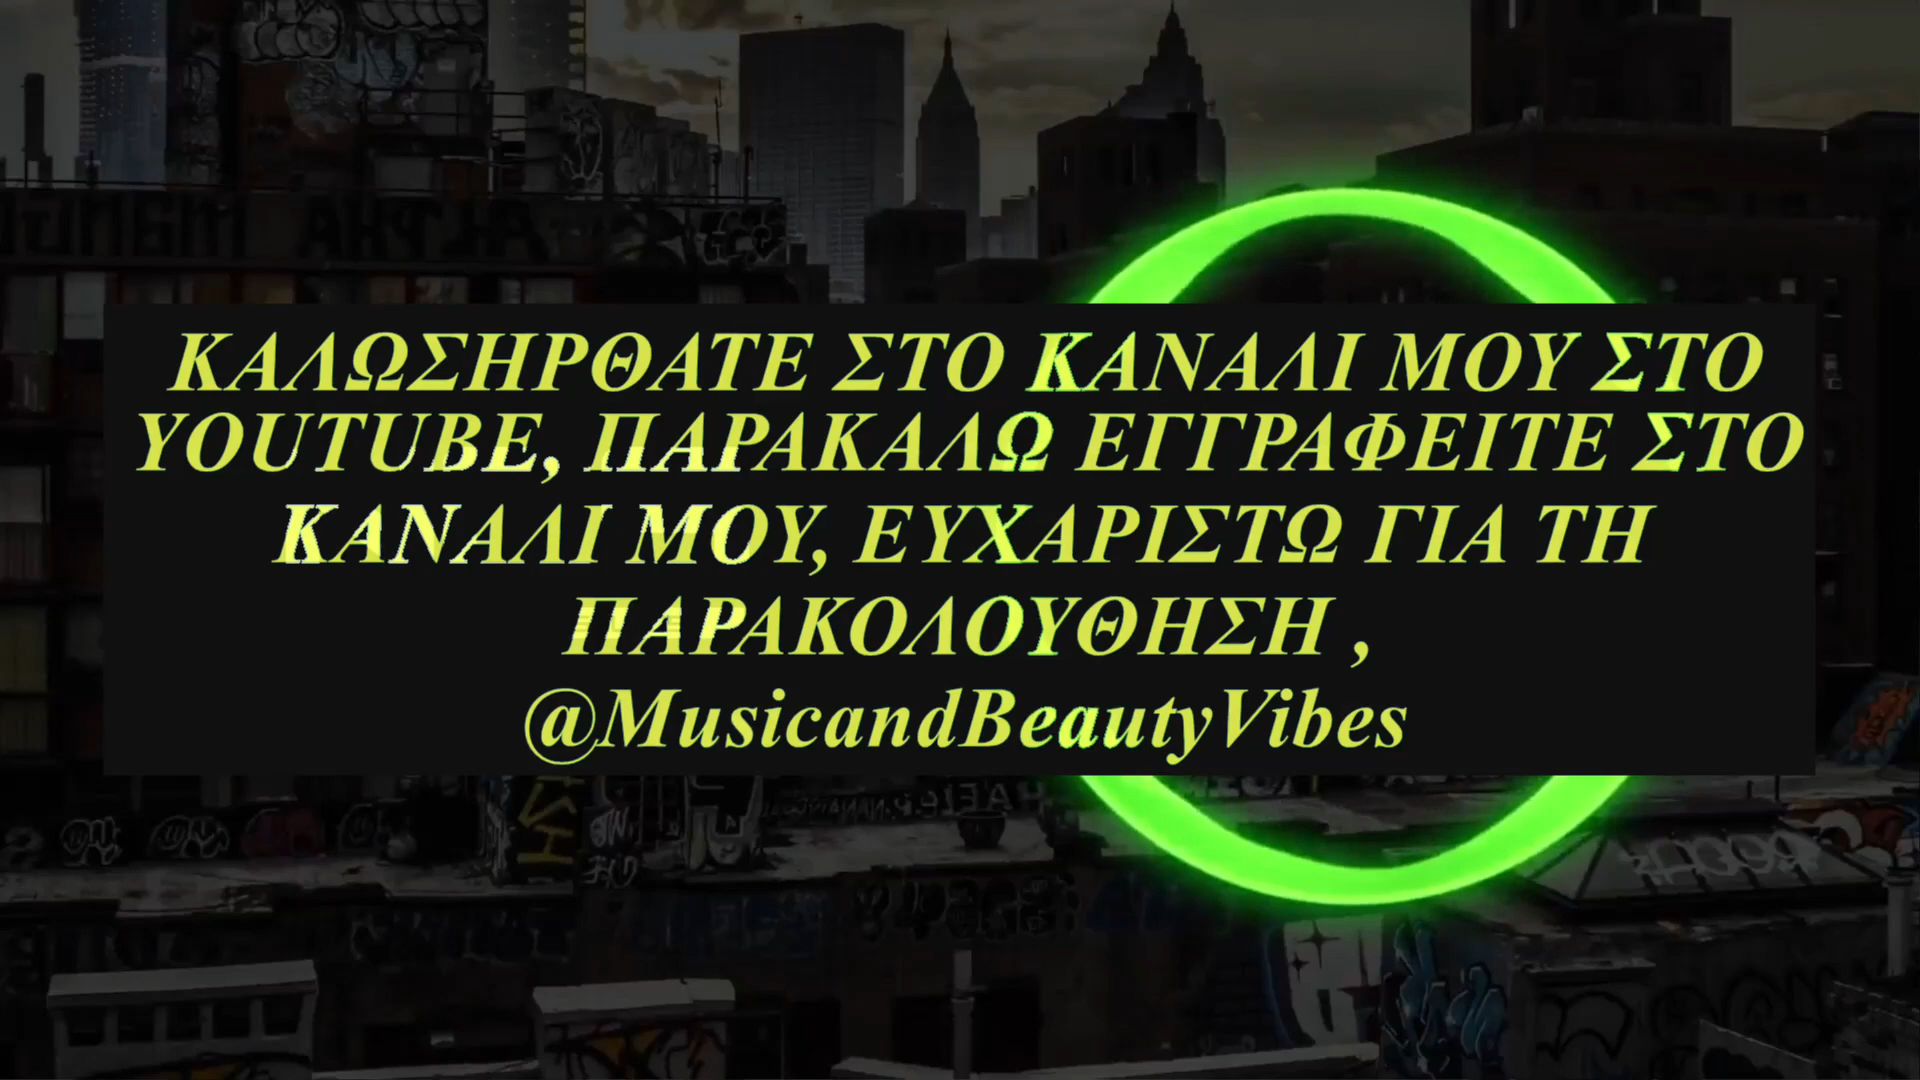 ΚΑΛΩΣΗΡΘΑΤΕ ΣΤΟ ΚΑΝΑΛΙ ΜΟΥ ΣΤΟ
YOUTUBE, ΠΑΡΑΚΑΛΩ ΕΓΓΡΑΦΕΙΤΕ ΣΤΟ
ΚΑΝΑΛΙ ΜΟΥ, ΕΥΧΑΡΙΣΤΩ ΓΙΑ ΤΗ
ΠΑΡΑΚΟΛΟΥΘΗΣΗ ,
@MusicandBeautyVibes